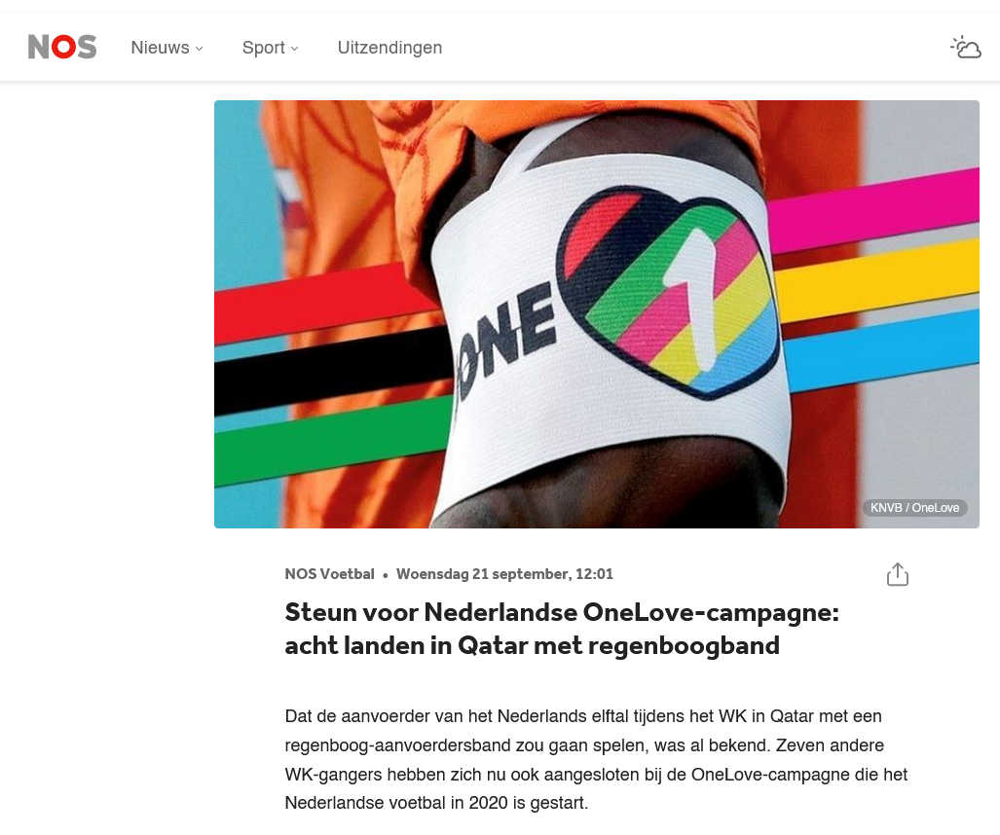 NOS
Nieuws
Sport
Uitzendingen
ONE
1
KNVB / OneLove
NOS Voetbal • Woensdag 21 september, 12:01
Steun voor Nederlandse OneLove-campagne:
acht landen in Qatar met regenboogband
Dat de aanvoerder van het Nederlands elftal tijdens het WK in Qatar met een
regenboog-aanvoerdersband zou gaan spelen, was al bekend. Zeven andere
WK-gangers hebben zich nu ook aangesloten bij de OneLove-campagne die het
Nederlandse voetbal in 2020 is gestart.